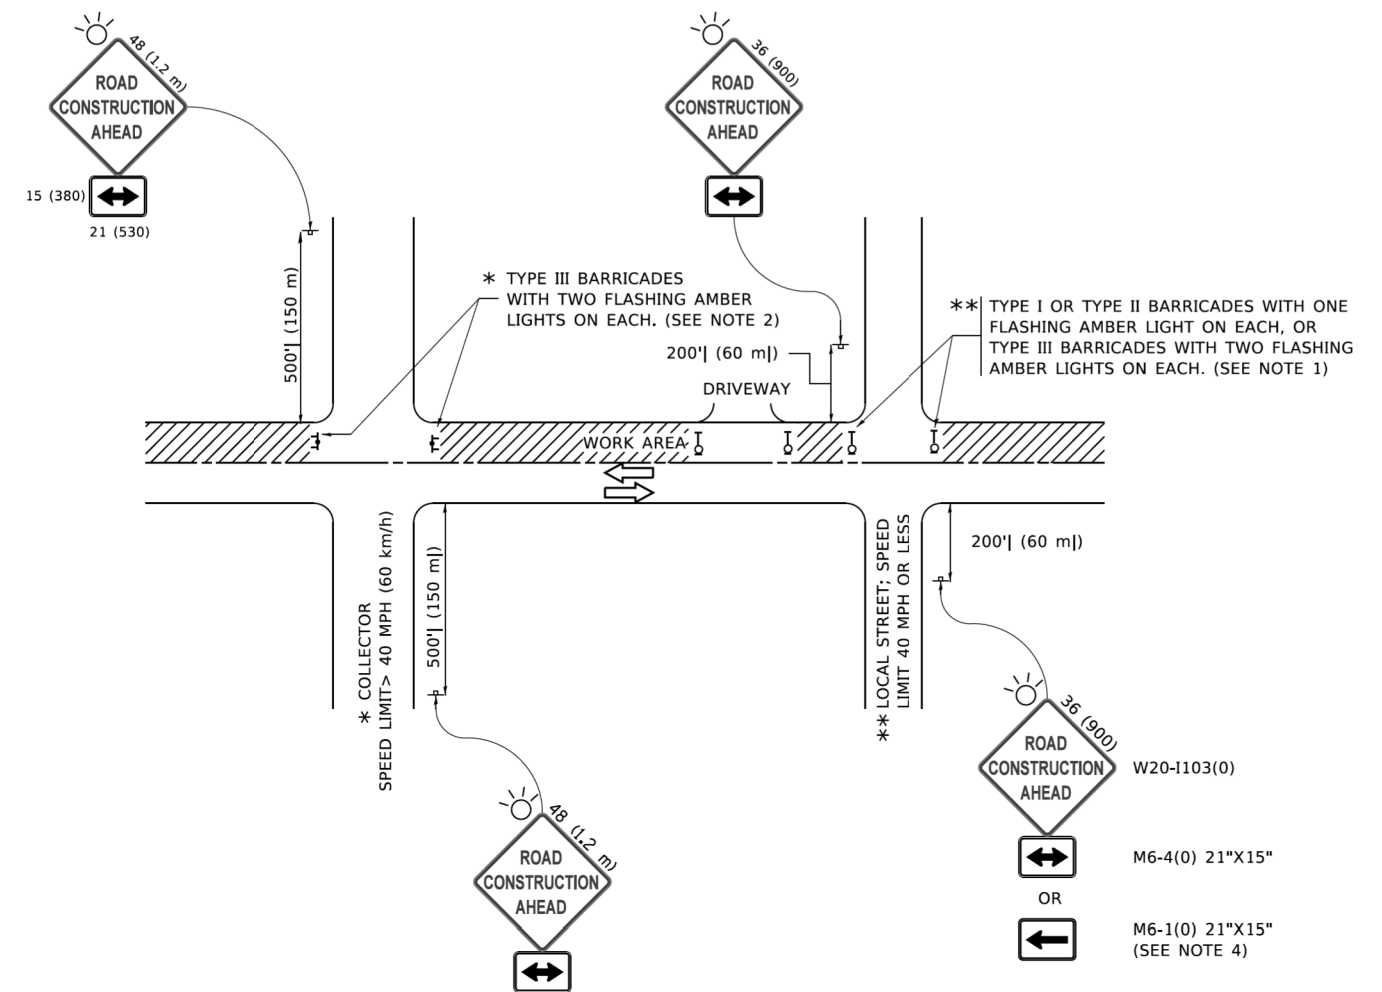 48 (1.2 m)
ROAD
CONSTRUCTION
AHEAD
15 (380)
21 (530)
36 (900)
ROAD
CONSTRUCTION
AHEAD
500'| (150 m)
* TYPE III BARRICADES
WITH TWO FLASHING AMBER
LIGHTS ON EACH. (SEE NOTE 2)
200'| (60 m|)
DRIVEWAY
** TYPE I OR TYPE II BARRICADES WITH ONE
FLASHING AMBER LIGHT ON EACH, OR
TYPE III BARRICADES WITH TWO FLASHING
AMBER LIGHTS ON EACH. (SEE NOTE 1)
WORK AREA
* COLLECTOR
SPEED LIMIT> 40 MPH (60 km/h)
500'| (150 m|)
** LOCAL STREET; SPEED
LIMIT 40 MPH OR LESS
200'| (60 m|)
48 (1.2 m)
ROAD
CONSTRUCTION
AHEAD
36 (900)
ROAD
CONSTRUCTION
AHEAD
W20-I103(0)
M6-4(0) 21"X15"
OR
M6-1(0) 21"X15"
(SEE NOTE 4)